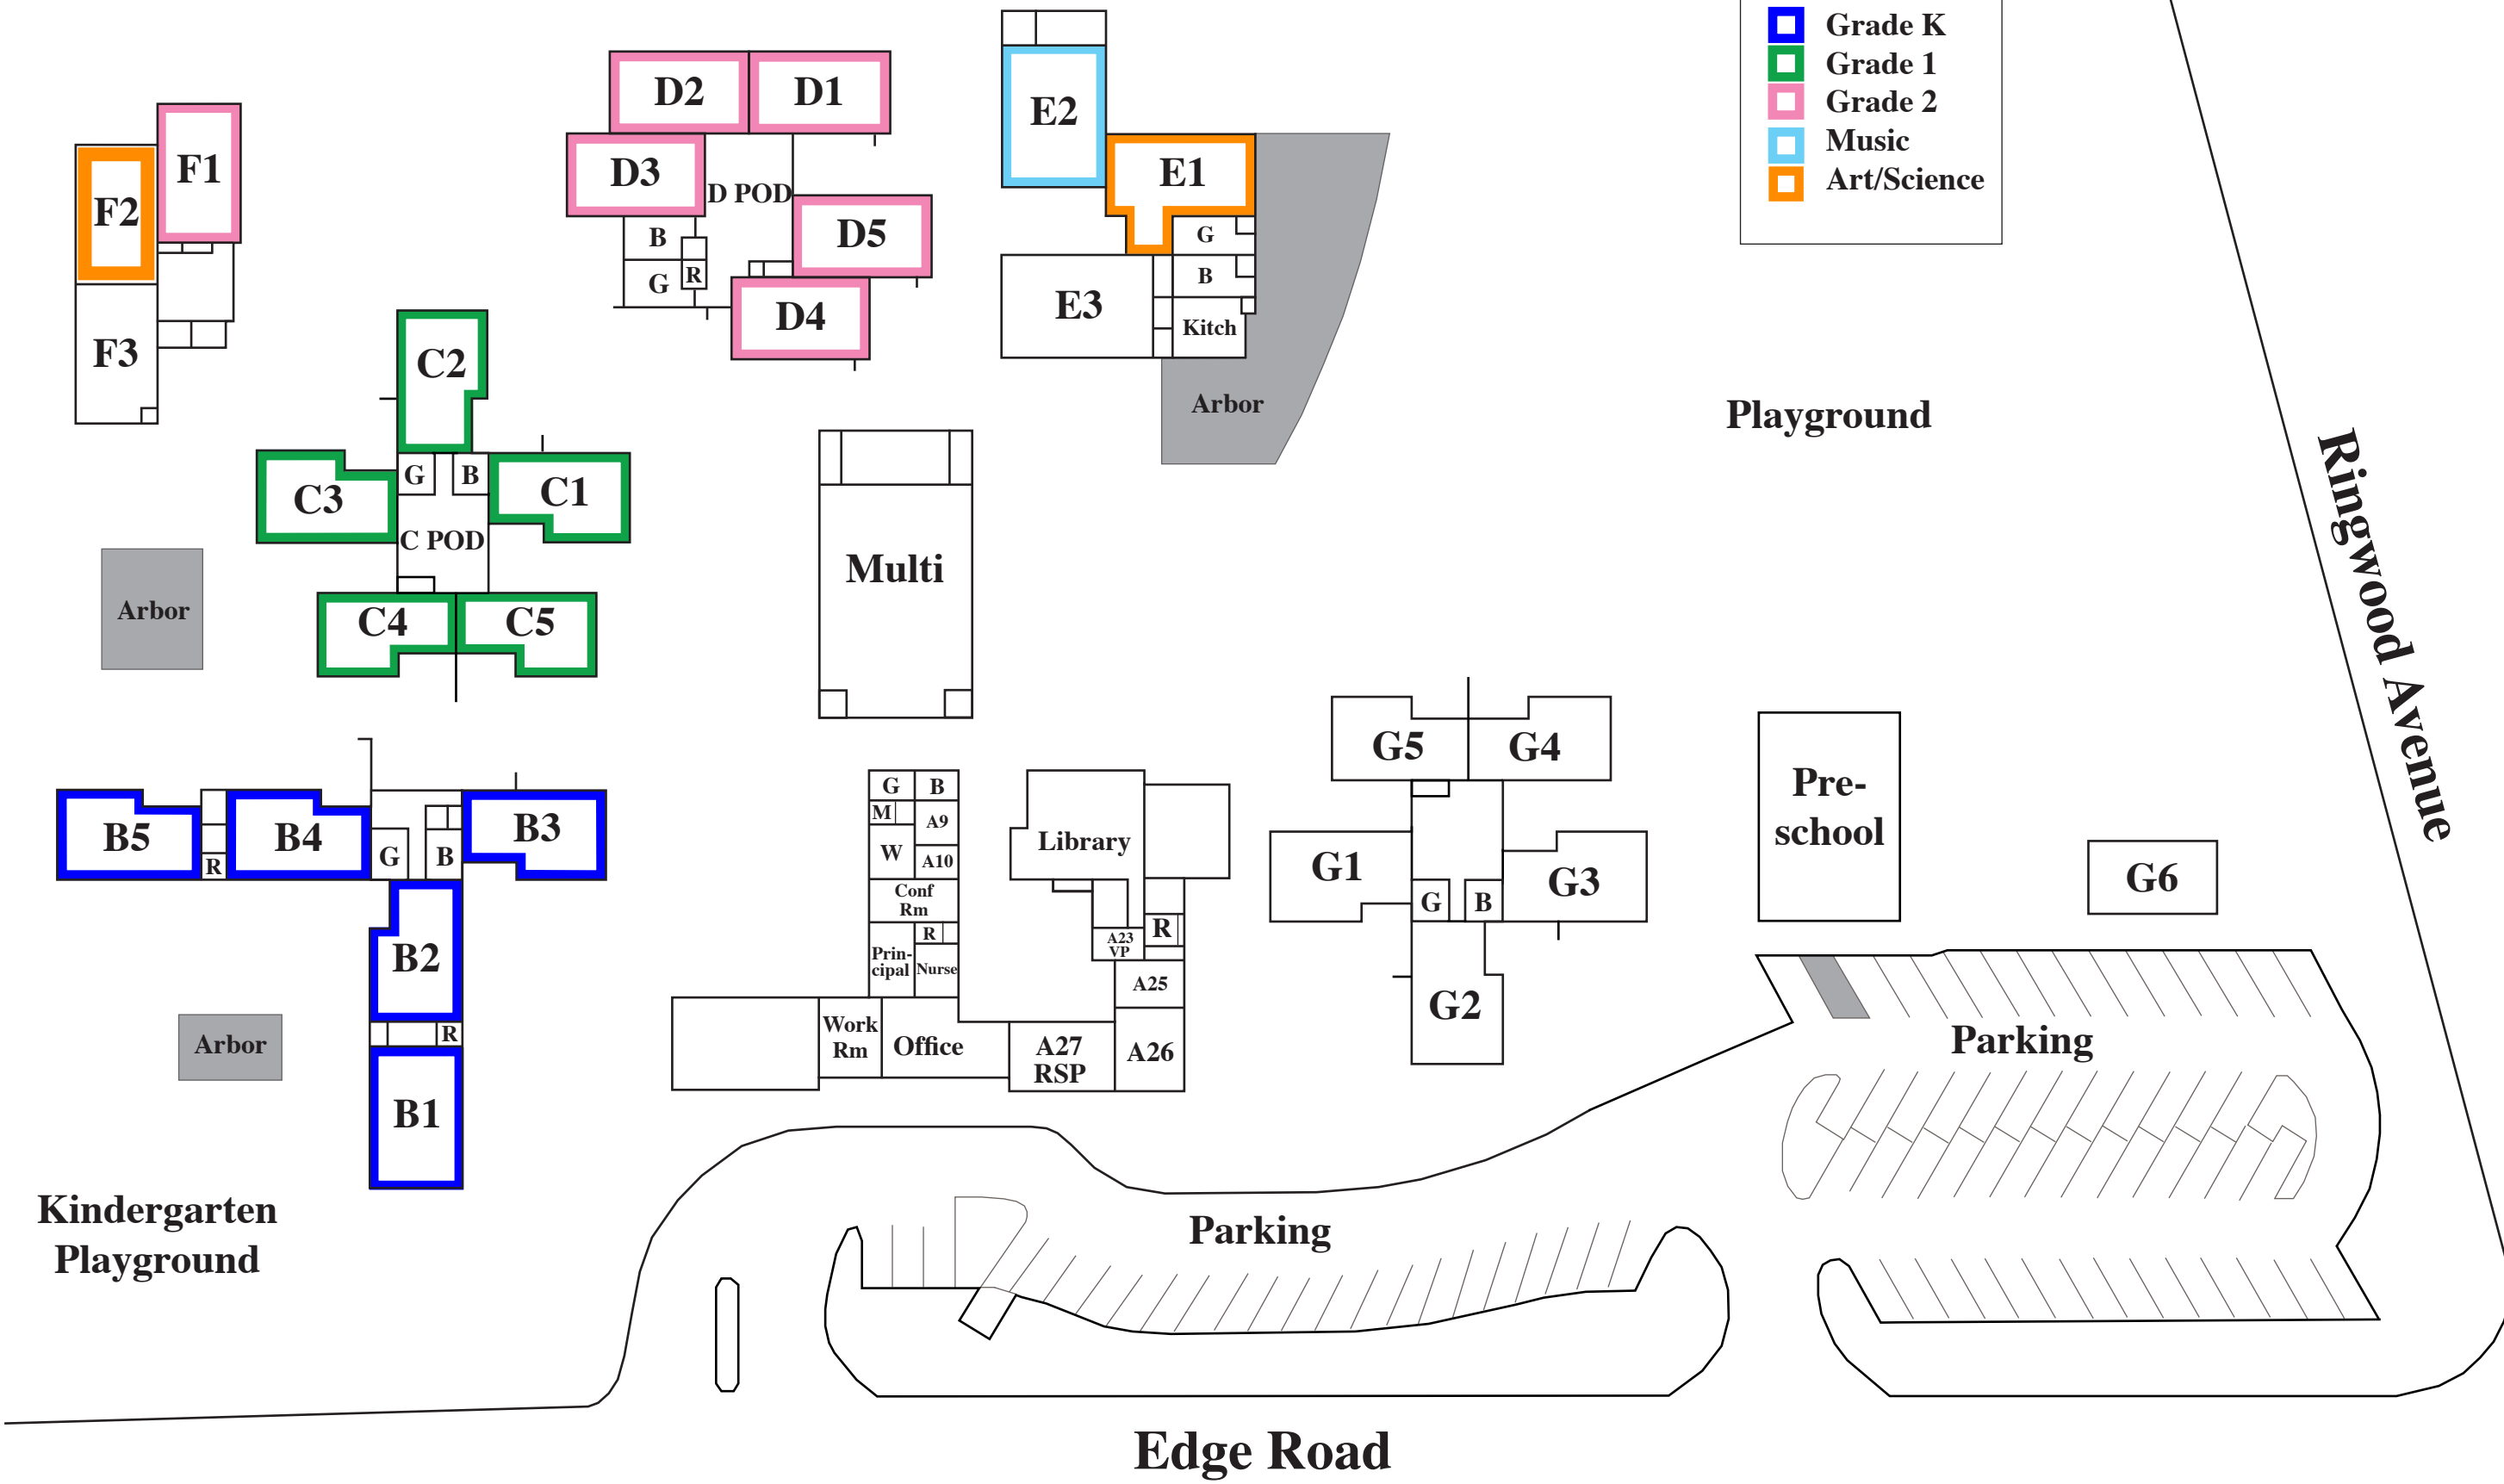 Grade K
Grade 1
Grade 2
Music
Art/Science
D2
D1
F1
F2
F3
D3
D POD
D5
B
G
R
D4
E2
E1
G
B
E3
Kitch
Arbor
Playground
Ringwood Avenue
C2
C3
G
B
C1
C POD
C4
C5
Arbor
Multi
B5
R
B4
G
B
B3
B2
R
B1
Arbor
Kindergarten
Playground
G
B
M
A9
W
A10
Conf
Rm
R
Prin-
cipal
Nurse
Work
Rm
Office
Library
A23
VP
R
A25
A27
RSP
A26
G5
G4
G1
G
B
G3
G2
Pre-
school
G6
Parking
Parking
Edge Road